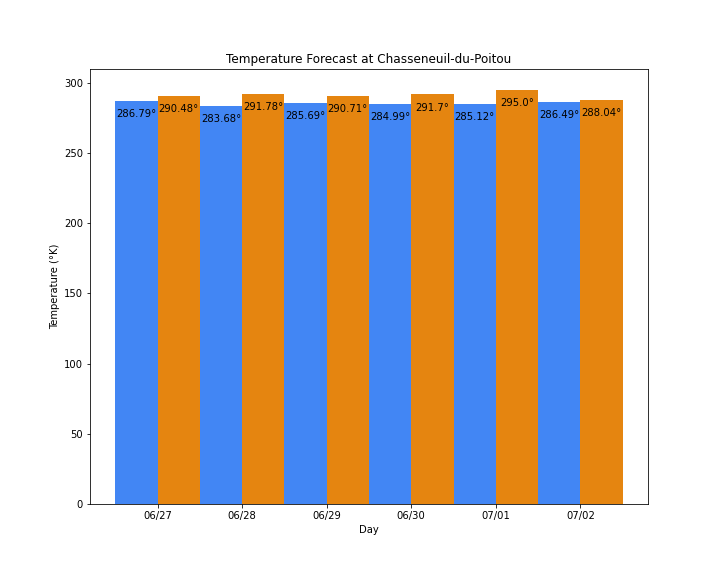 Temperature Forecast at Chasseneuil-du-Poitou
Temperature (°K)
300
250
200
150
100
50
0
286.79° 290.48° 283.68° 291.78° 285.69° 290.71° 284.99° 291.7° 285.12° 295.0° 286.49° 288.04°
06/27 06/28 06/29 06/30 07/01 07/02
Day